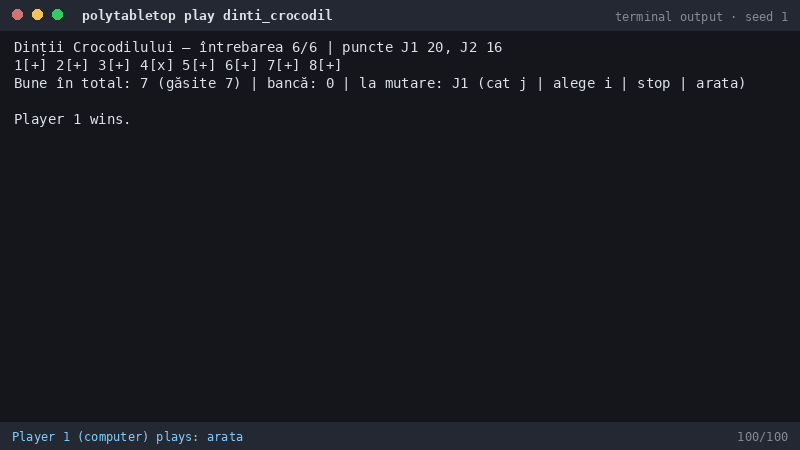 polytabletop play dinti_crocodil
terminal output · seed 1
Dinții Crocodilului — întrebarea 6/6 | puncte J1 20, J2 16
1[+] 2[+] 3[+] 4[x] 5[+] 6[+] 7[+] 8[+]
Bune în total: 7 (găsite 7) | bancă: 0 | la mutare: J1 (cat j | alege i | stop | arata)
Player 1 wins.
Player 1 (computer) plays: arata
100/100